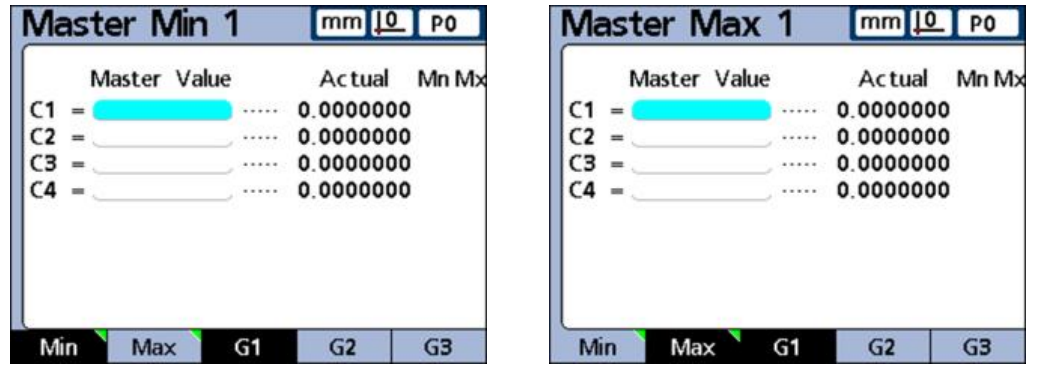 Master Min 1 mm 0 P0
Master Value Actual Mn Mx
C1 = ..... 0.0000000
C2 = ..... 0.0000000
C3 = ..... 0.0000000
C4 = ..... 0.0000000
Min Max G1 G2 G3
Master Max 1 mm 0 P0
Master Value Actual Mn Mx
C1 = ..... 0.0000000
C2 = ..... 0.0000000
C3 = ..... 0.0000000
C4 = ..... 0.0000000
Min Max G1 G2 G3